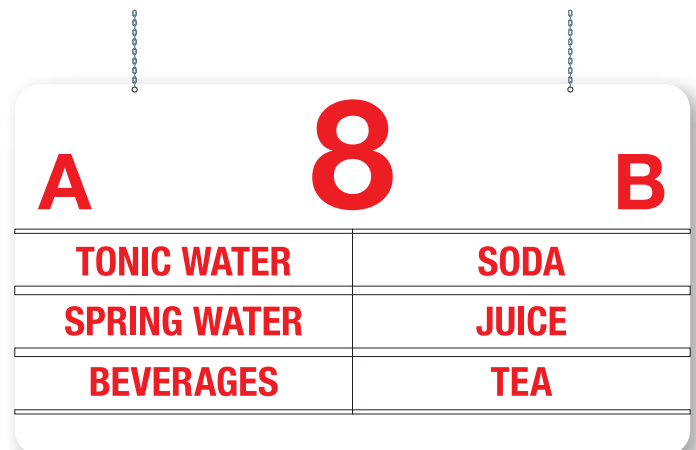 8
A B
TONIC WATER SODA
SPRING WATER JUICE
BEVERAGES TEA